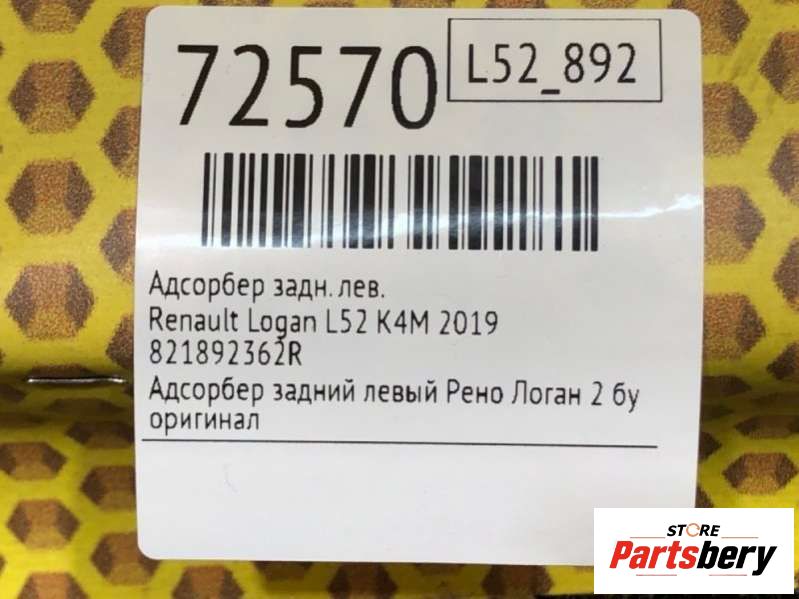 72570
L52_892
Адсорбер задн. лев.
Renault Logan L52 K4M 2019
821892362R
Адсорбер задний левый Рено Логан 2 бу
оригинал
STORE
Partsbery